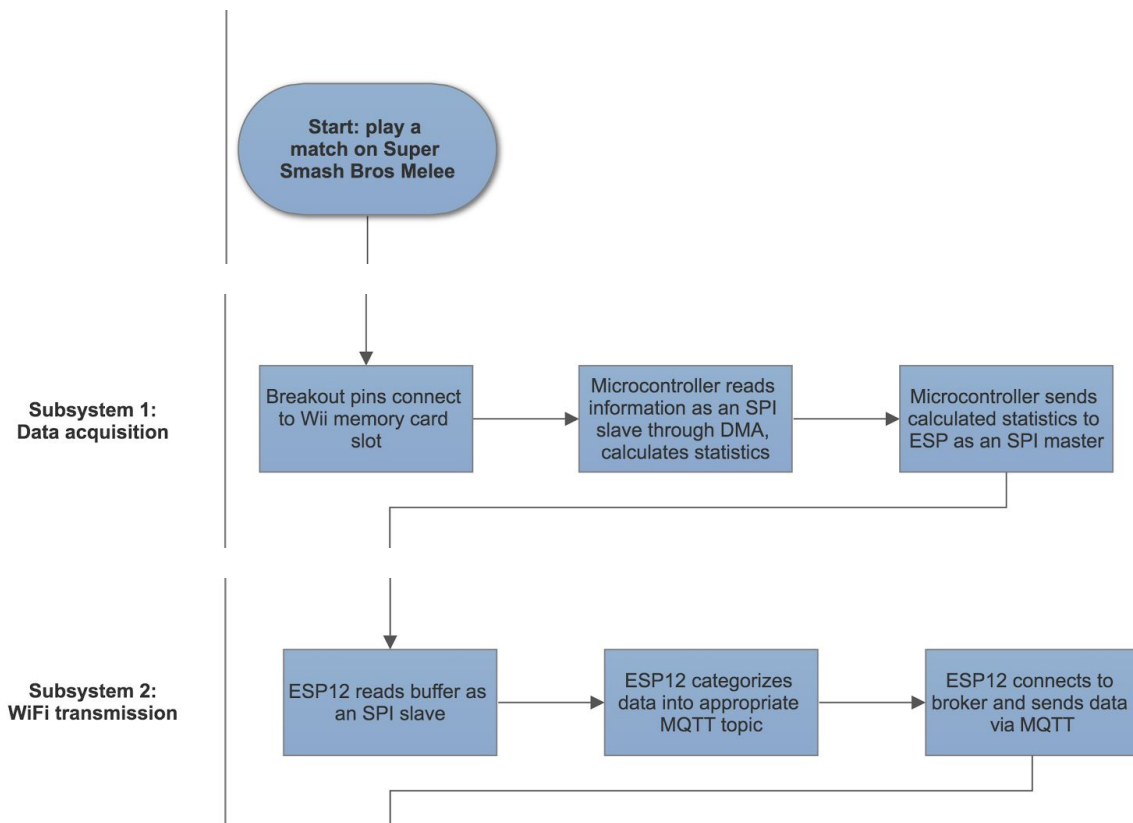 Start: play a
match on Super
Smash Bros Melee
Subsystem 1:
Data acquisition
Breakout pins connect
to Wii memory card
slot
Microcontroller reads
information as an SPI
slave through DMA,
calculates statistics
Microcontroller sends
calculated statistics to
ESP as an SPI master
Subsystem 2:
WiFi transmission
ESP12 reads buffer as
an SPI slave
ESP12 categorizes
data into appropriate
MQTT topic
ESP12 connects to
broker and sends data
via MQTT